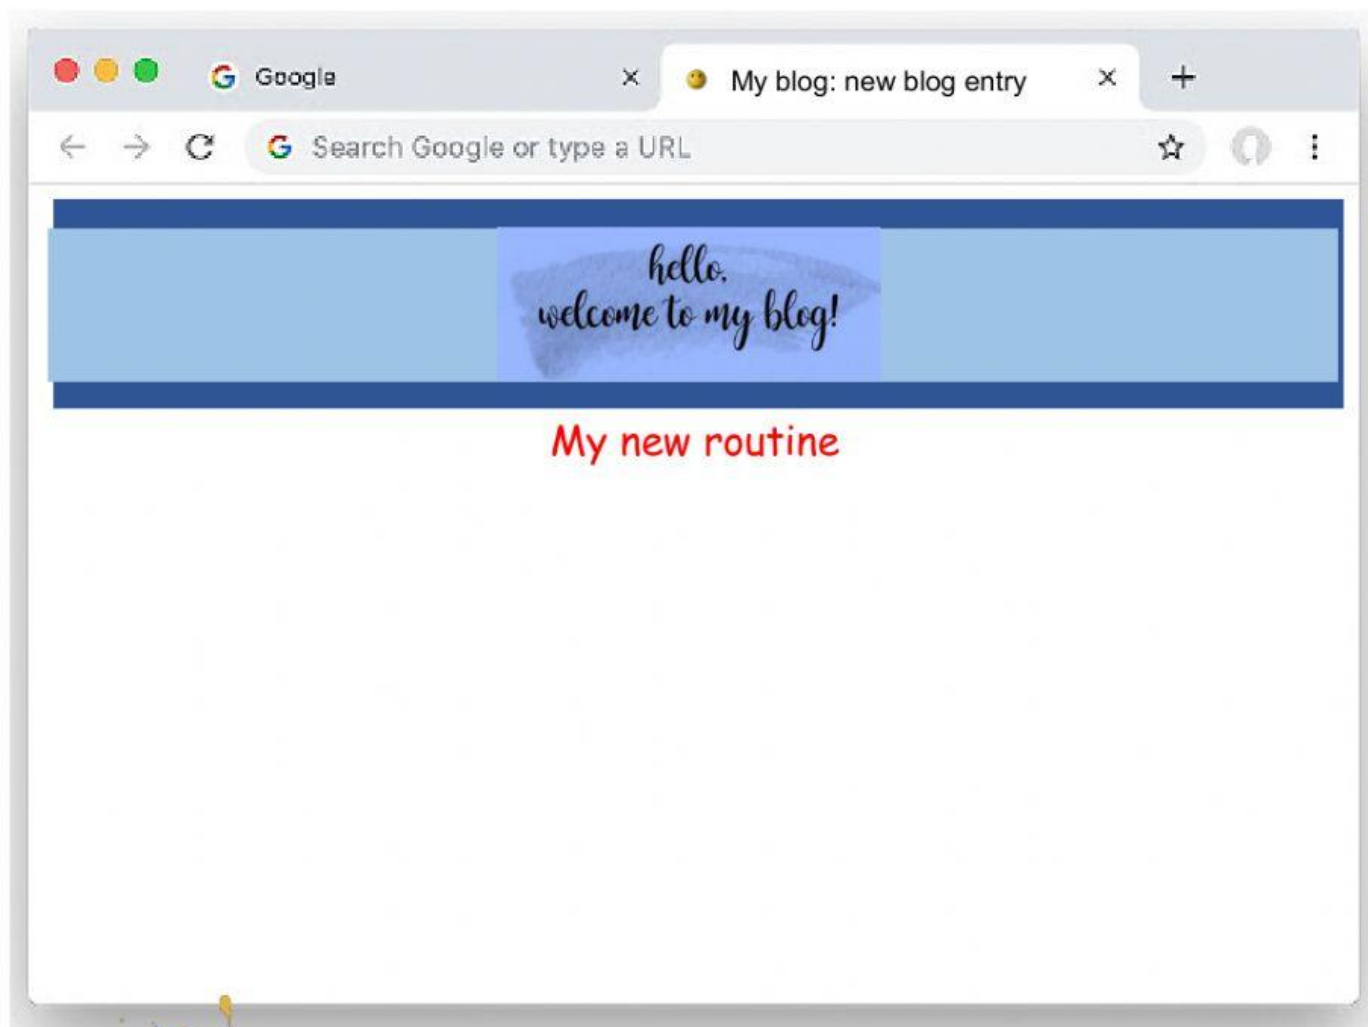 Google
My blog: new blog entry
Search Google or type a URL
hello,
welcome to my blog!
My new routine